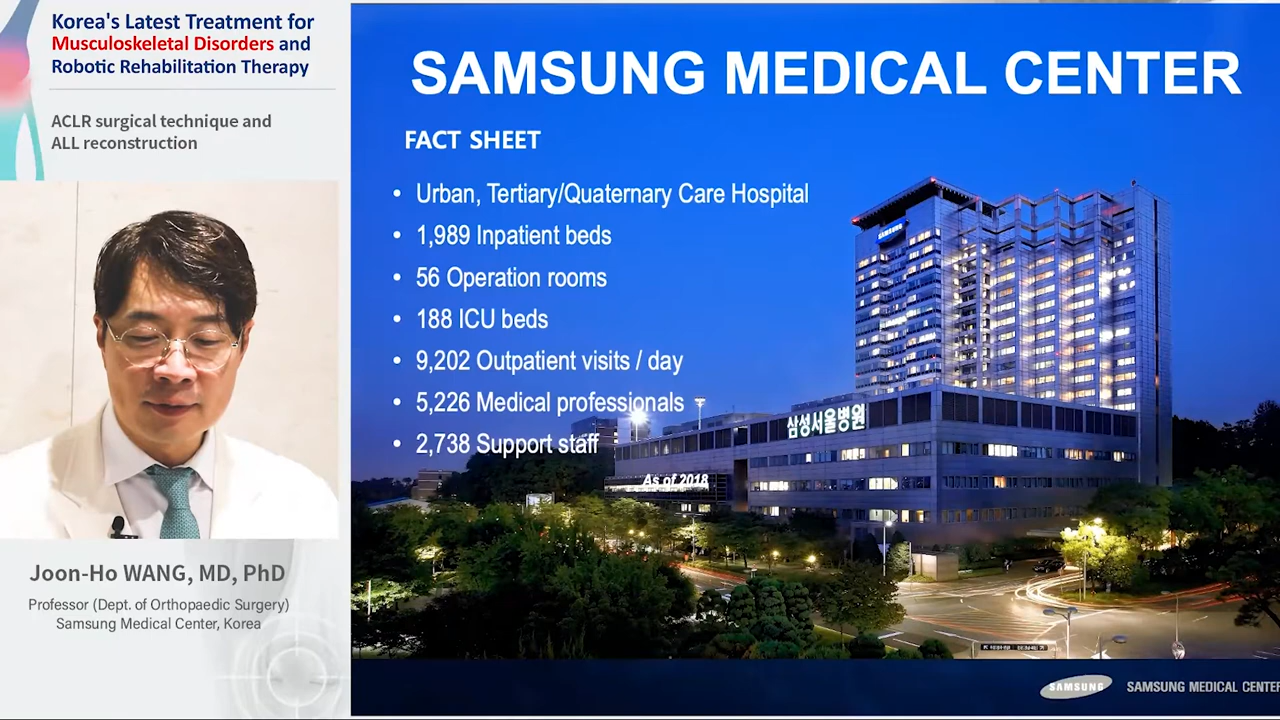 Korea's Latest Treatment for
Musculoskeletal Disorders and
Robotic Rehabilitation Therapy
ACLR surgical technique and
ALL reconstruction
Joon-Ho WANG, MD, PhD
Professor (Dept. of Orthopaedic Surgery)
Samsung Medical Center, Korea
SAMSUNG MEDICAL CENTER
FACT SHEET
• Urban, Tertiary/Quaternary Care Hospital
• 1,989 Inpatient beds
• 56 Operation rooms
• 188 ICU beds
• 9,202 Outpatient visits / day
• 5,226 Medical professionals
• 2,738 Support staff
As of 2018
SAMSUNG
삼성서울병원
SAMSUNG SAMSUNG MEDICAL CENTER